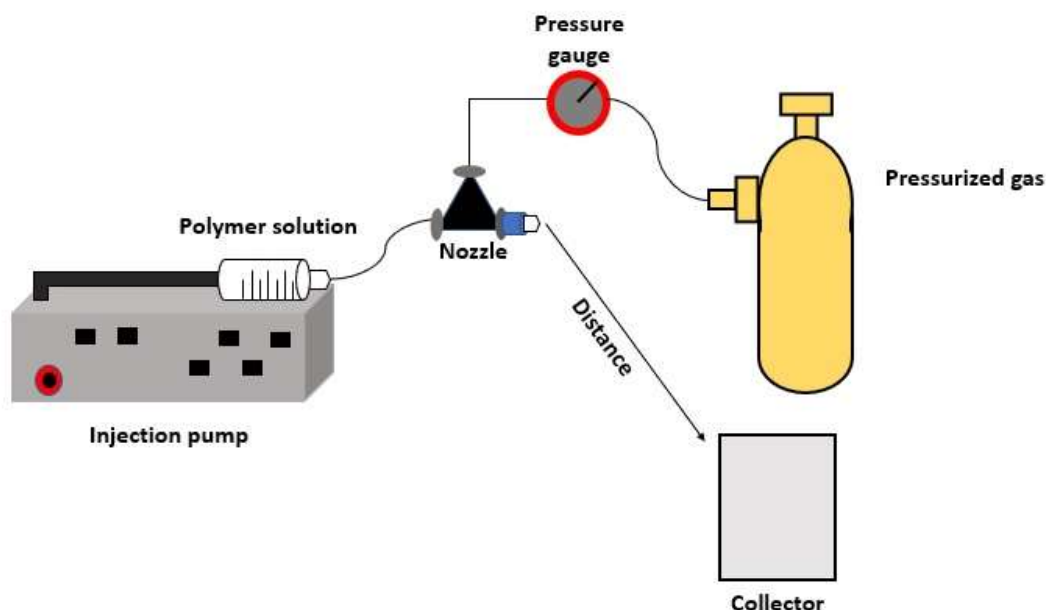 Pressure
gauge
Pressurized gas
Polymer solution
Nozzle
Distance
Injection pump
Collector